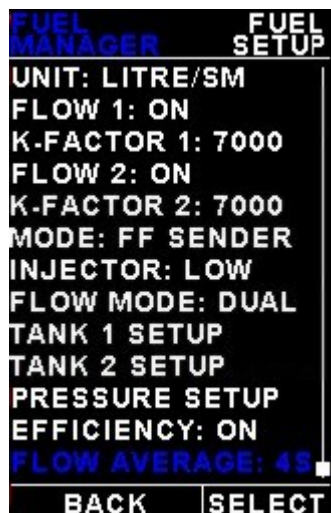 FUEL MANAGER
FUEL SETUP
UNIT: LITRE/SM
FLOW 1: ON
K-FACTOR 1: 7000
FLOW 2: ON
K-FACTOR 2: 7000
MODE: FF SENDER
INJECTOR: LOW
FLOW MODE: DUAL
TANK 1 SETUP
TANK 2 SETUP
PRESSURE SETUP
EFFICIENCY: ON
FLOW AVERAGE: 4S
BACK
SELECT